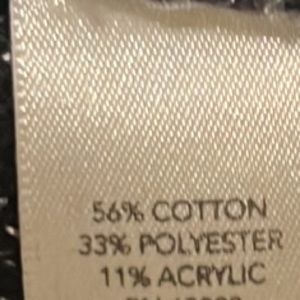 56% COTTON
33% POLYESTER
11% ACRYLIC